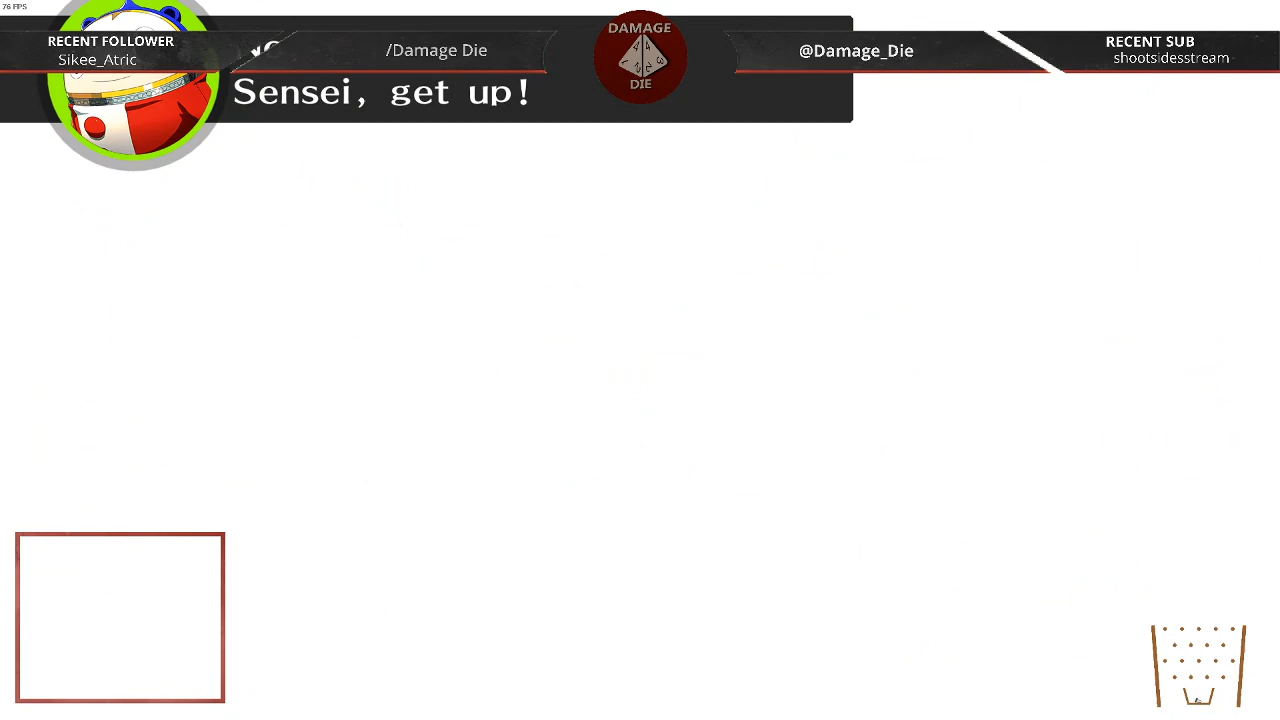 76 FPS
RECENT FOLLOWER
Sikee_Atric
/Damage Die
DAMAGE
DIE
@Damage_Die
RECENT SUB
shootsidesstream
Sensei, get up!